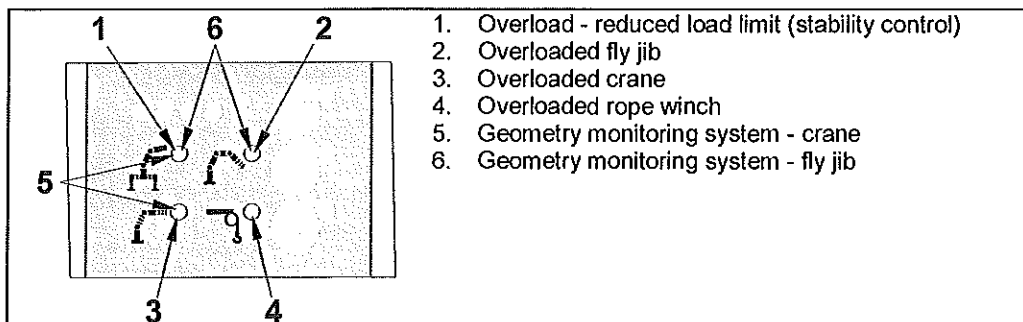 1 6 2
5
3 4
1. Overload - reduced load limit (stability control)
2. Overloaded fly jib
3. Overloaded crane
4. Overloaded rope winch
5. Geometry monitoring system - crane
6. Geometry monitoring system - fly jib